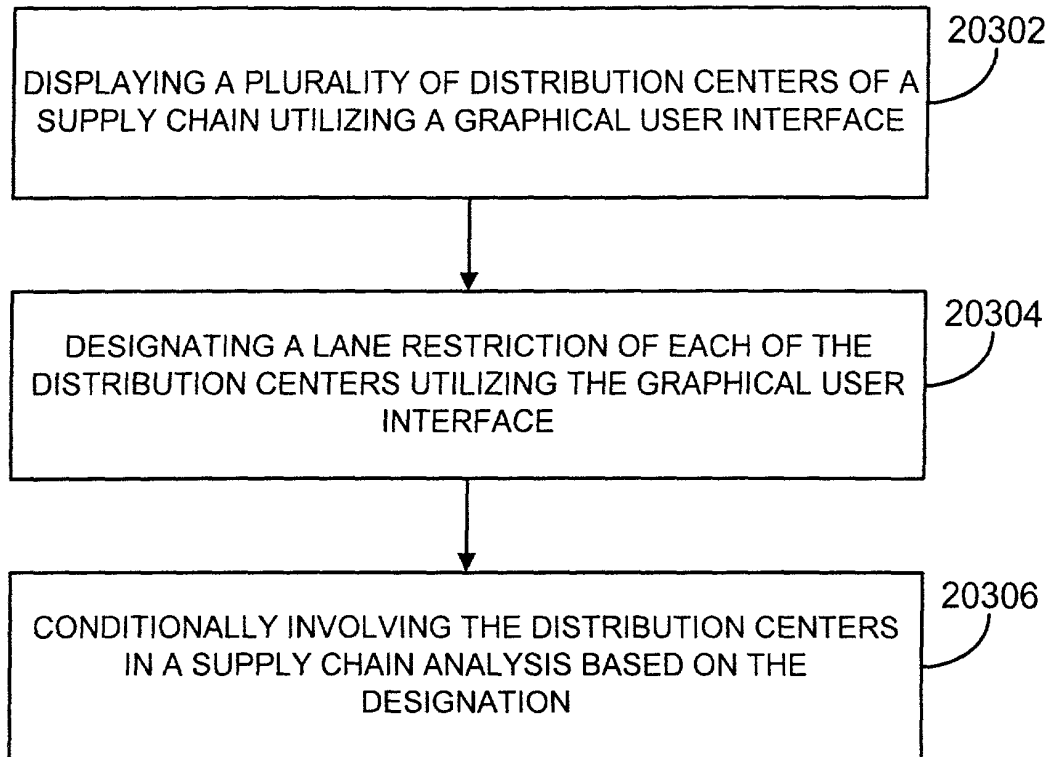 20302
DISPLAYING A PLURALITY OF DISTRIBUTION CENTERS OF A
SUPPLY CHAIN UTILIZING A GRAPHICAL USER INTERFACE
20304
DESIGNATING A LANE RESTRICTION OF EACH OF THE
DISTRIBUTION CENTERS UTILIZING THE GRAPHICAL USER
INTERFACE
20306
CONDITIONALLY INVOLVING THE DISTRIBUTION CENTERS
IN A SUPPLY CHAIN ANALYSIS BASED ON THE
DESIGNATION